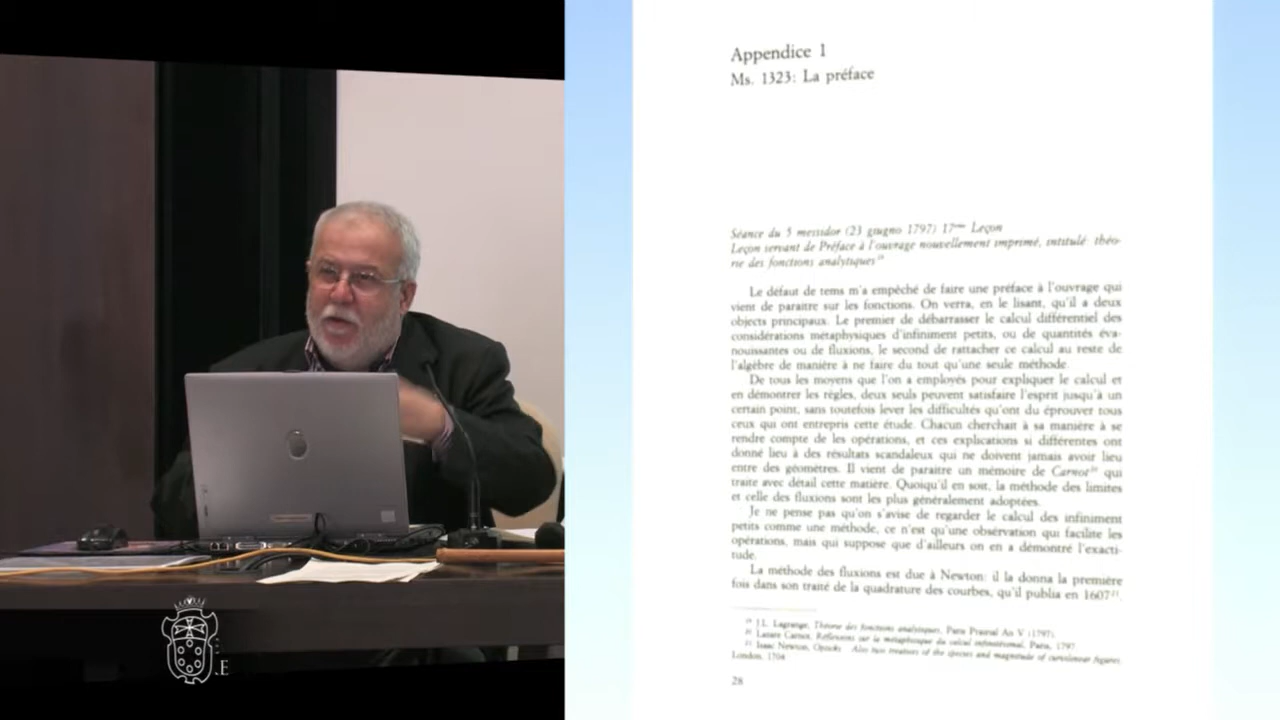 Appendice 1
Ms. 1323: La préface
Séance du 5 messidor (23 giugno 1797) 17ème Leçon
Leçon servant de Préface à l'ouvrage nouvellement imprimé, intitulé: théo-
rie des fonctions analytiques19
Le défaut de tems m'a empêché de faire une préface à l'ouvrage qui
vient de paraitre sur les fonctions. On verra, en le lisant, qu'il a deux
objects principaux. Le premier de débarrasser le calcul différentiel des
considérations métaphysiques d'infiniment petits, ou de quantités éva-
nouissantes ou de fluxions, le second de rattacher ce calcul au reste de
l'algèbre de manière à ne faire du tout qu'une seule méthode.
De tous les moyens que l'on a employés pour expliquer le calcul et
en démontrer les règles, deux seuls peuvent satisfaire l'esprit jusqu'à un
certain point, sans toutefois lever les difficultés qu'ont du éprouver tous
ceux qui ont entrepris cette étude. Chacun cherchait à sa manière à se
rendre compte de les opérations, et ces explications si différentes ont
donné lieu à des résultats scandaleux qui ne doivent jamais avoir lieu
entre des géomètres. Il vient de paraitre un mémoire de Carnot20 qui
traite avec détail cette matière. Quoiqu'il en soit, la méthode des limites
et celle des fluxions sont les plus généralement adoptées.
Je ne pense pas qu'on s'avise de regarder le calcul des infiniment
petits comme une méthode, ce n'est qu'une observation qui facilite les
opérations, mais qui suppose que d'ailleurs on en a démontré l'exacti-
tude.
La méthode des fluxions est due à Newton: il la donna la première
fois dans son traité de la quadrature des courbes, qu'il publia en 160721.
19 J.L. Lagrange, Théorie des fonctions analytiques, Paris Prairial An V (1797).
20 Lazare Carnot, Réflexions sur la métaphysique du calcul infinitésimal, Paris, 1797
21 Isaac Newton, Opticks Also two treatises of the species and magnitude of curvilinear figures,
London, 1704
28
.E